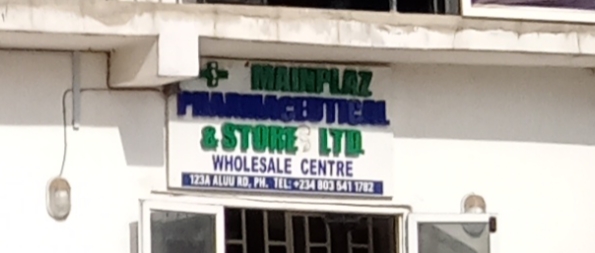 MAINPLAZ
PHARMACEUTICAL
& STORES LTD.
WHOLESALE CENTRE
123A ALUU RD, PH. TEL: +234 803 541 1782